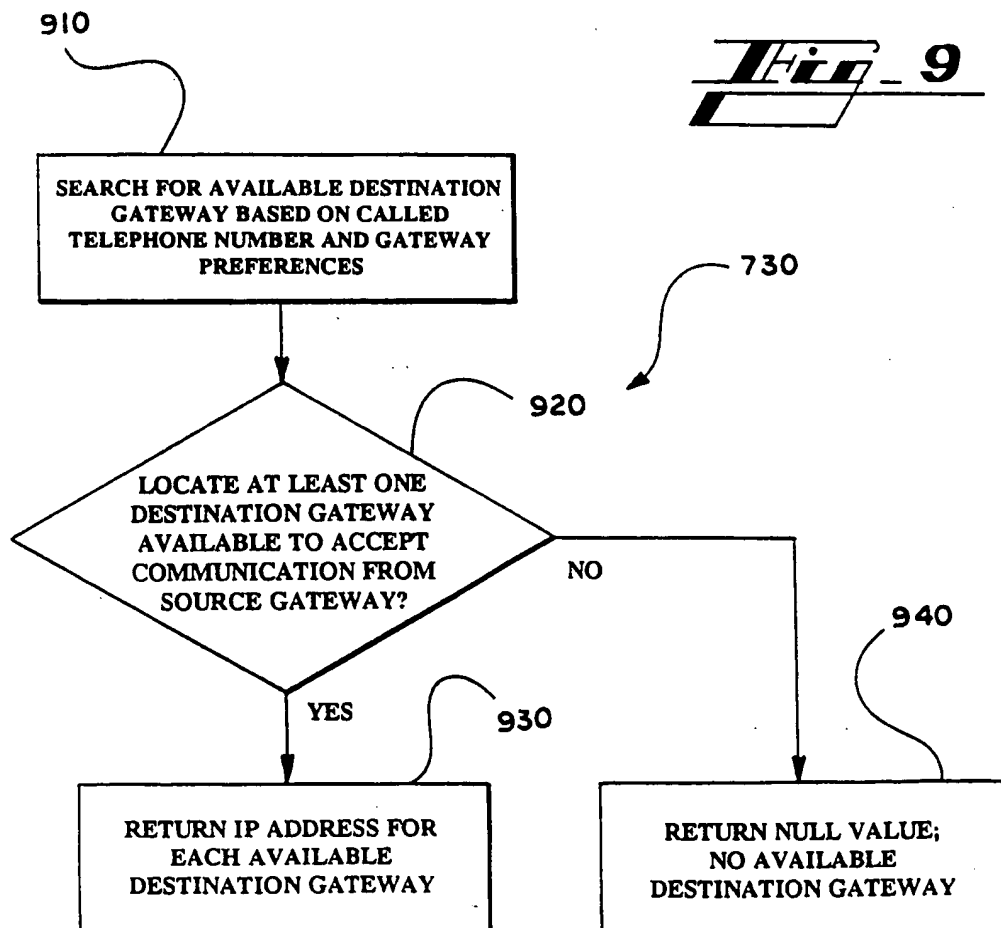 910
Fig_9
SEARCH FOR AVAILABLE DESTINATION
GATEWAY BASED ON CALLED
TELEPHONE NUMBER AND GATEWAY
PREFERENCES
730
920
LOCATE AT LEAST ONE
DESTINATION GATEWAY
AVAILABLE TO ACCEPT
COMMUNICATION FROM
SOURCE GATEWAY?
NO
940
YES
930
RETURN IP ADDRESS FOR
EACH AVAILABLE
DESTINATION GATEWAY
RETURN NULL VALUE;
NO AVAILABLE
DESTINATION GATEWAY